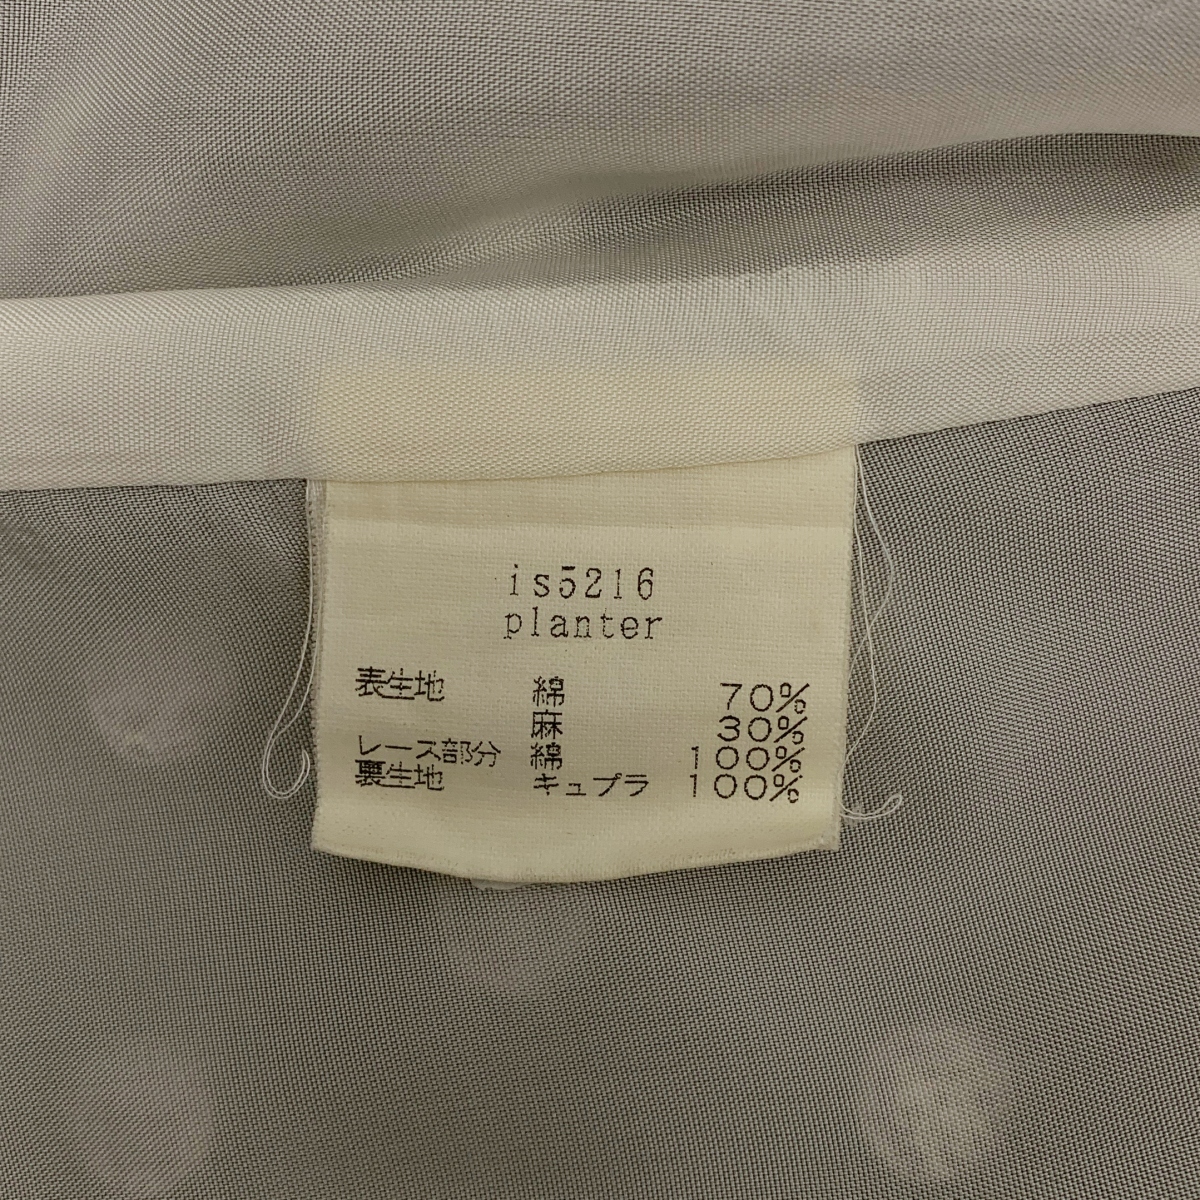 is5216
planter
表生地 綿 70%
麻 30%
レース部分 綿 100%
裏生地 キュプラ 100%